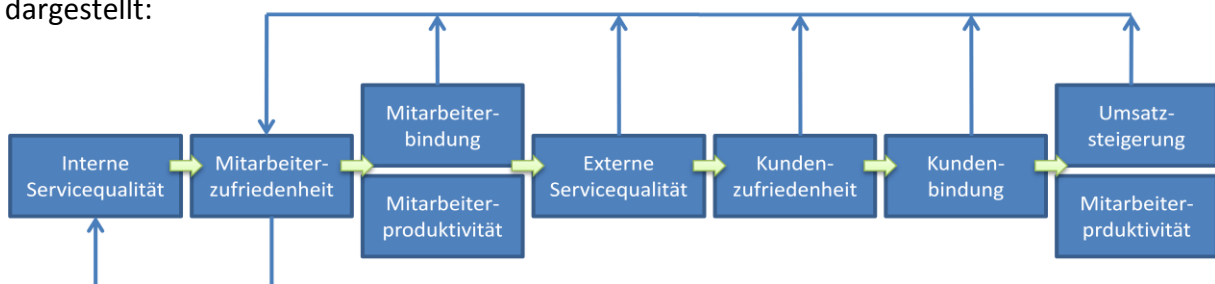 dargestellt:
Interne
Servicequalität
Mitarbeiter-
zufriedenheit
Mitarbeiter-
bindung
Mitarbeiter-
produktivität
Externe
Servicequalität
Kunden-
zufriedenheit
Kunden-
bindung
Umsatz-
steigerung
Mitarbeiter-
prduktivität